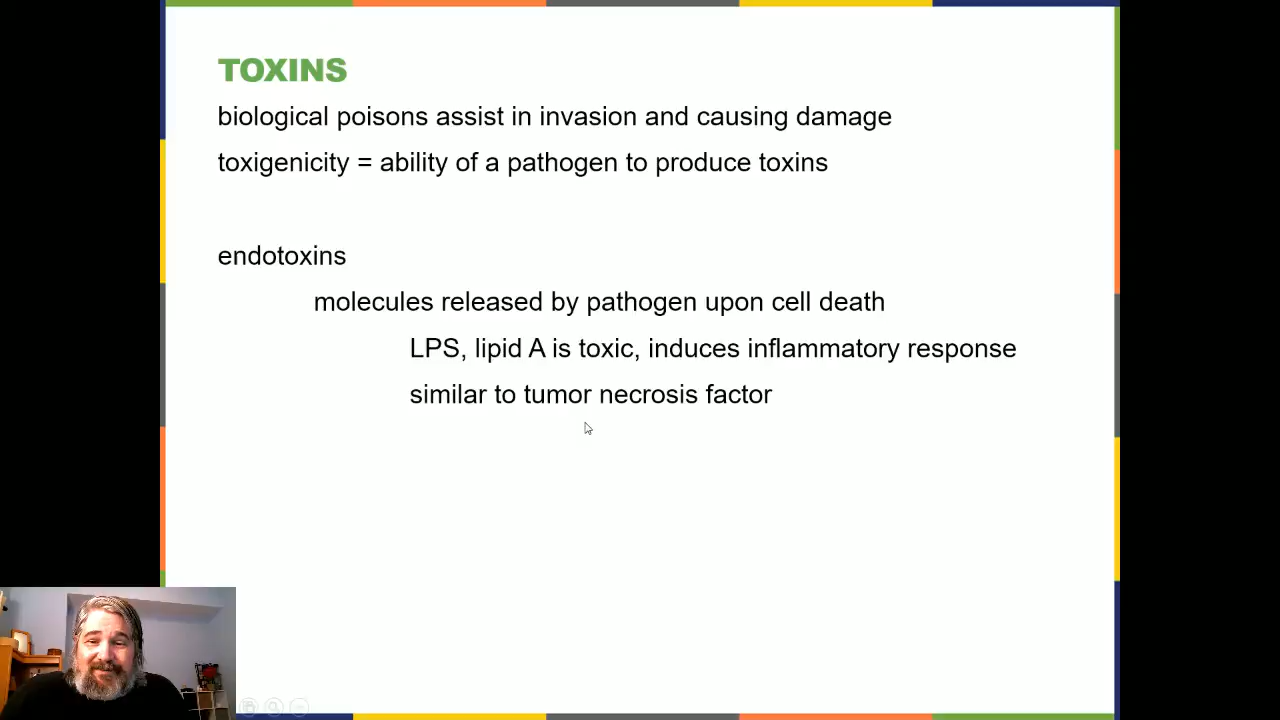 TOXINS
biological poisons assist in invasion and causing damage
toxigenicity = ability of a pathogen to produce toxins
endotoxins
molecules released by pathogen upon cell death
LPS, lipid A is toxic, induces inflammatory response
similar to tumor necrosis factor